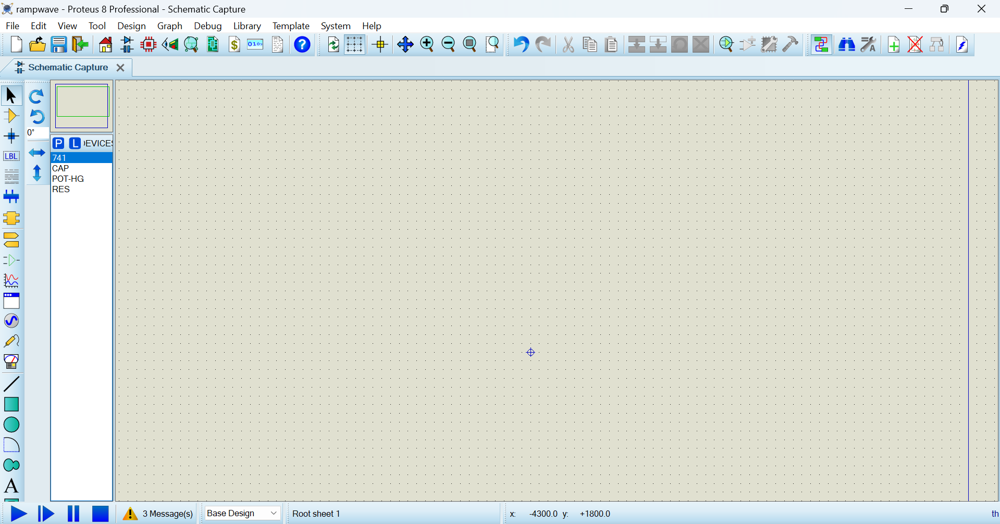 rampwave - Proteus 8 Professional - Schematic Capture
File Edit View Tool Design Graph Debug Library Template System Help
$ 0101 ?
A
Schematic Capture
0°
P L DEVICES
LBL
741
CAP
POT-HG
RES
A
3 Message(s) Base Design Root sheet 1 x: -4300.0 y: +1800.0 th